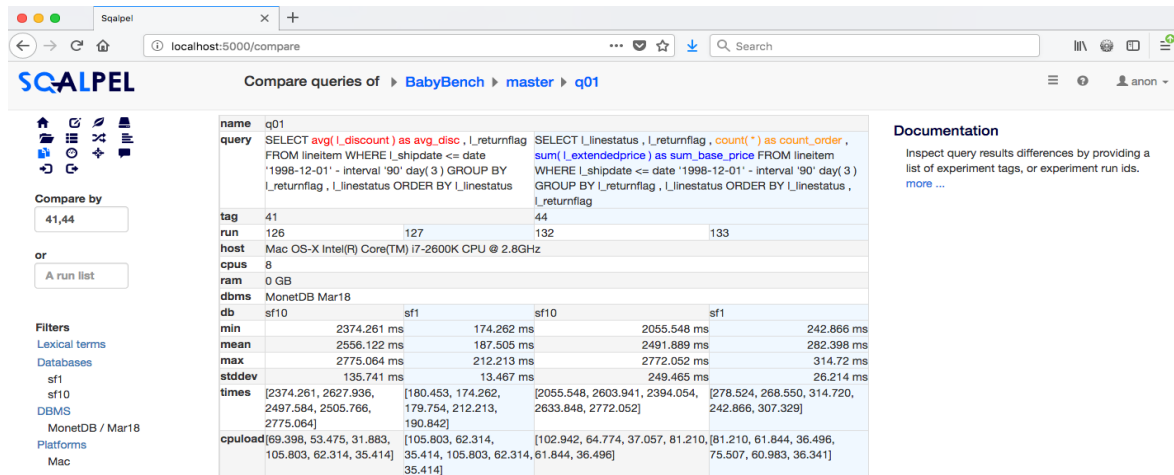 Sqalpel × +
localhost:5000/compare ••• Search
SQALPEL Compare queries of BabyBench master q01 anon
Compare by
41,44
or
A run list
Filters
Lexical terms
Databases
sf1
sf10
DBMS
MonetDB / Mar18
Platforms
Mac
name q01
query SELECT avg( l_discount ) as avg_disc , l_returnflag
FROM lineitem WHERE l_shipdate <= date
'1998-12-01' - interval '90' day( 3 ) GROUP BY
l_returnflag , l_linestatus ORDER BY l_linestatus
SELECT l_linestatus , l_returnflag , count( * ) as count_order ,
sum( l_extendedprice ) as sum_base_price FROM lineitem
WHERE l_shipdate <= date '1998-12-01' - interval '90' day( 3 )
GROUP BY l_returnflag , l_linestatus ORDER BY l_linestatus ,
l_returnflag
tag 41 44
run 126 127 132 133
host Mac OS-X Intel(R) Core(TM) i7-2600K CPU @ 2.8GHz
cpus 8
ram 0 GB
dbms MonetDB Mar18
db sf10 sf1 sf10 sf1
min 2374.261 ms 174.262 ms 2055.548 ms 242.866 ms
mean 2556.122 ms 187.505 ms 2491.889 ms 282.398 ms
max 2775.064 ms 212.213 ms 2772.052 ms 314.72 ms
stddev 135.741 ms 13.467 ms 249.465 ms 26.214 ms
times [2374.261, 2627.936, [180.453, 174.262, [2055.548, 2603.941, 2394.054, [278.524, 268.550, 314.720,
2497.584, 2505.766, 179.754, 212.213, 2633.848, 2772.052] 242.866, 307.329]
2775.064] 190.842]
cpuload [69.398, 53.475, 31.883, [105.803, 62.314, [102.942, 64.774, 37.057, 81.210, [81.210, 61.844, 36.496,
105.803, 62.314, 35.414] 35.414, 105.803, 62.314, 61.844, 36.496] 75.507, 60.983, 36.341]
35.414]
Documentation
Inspect query results differences by providing a
list of experiment tags, or experiment run ids.
more ...